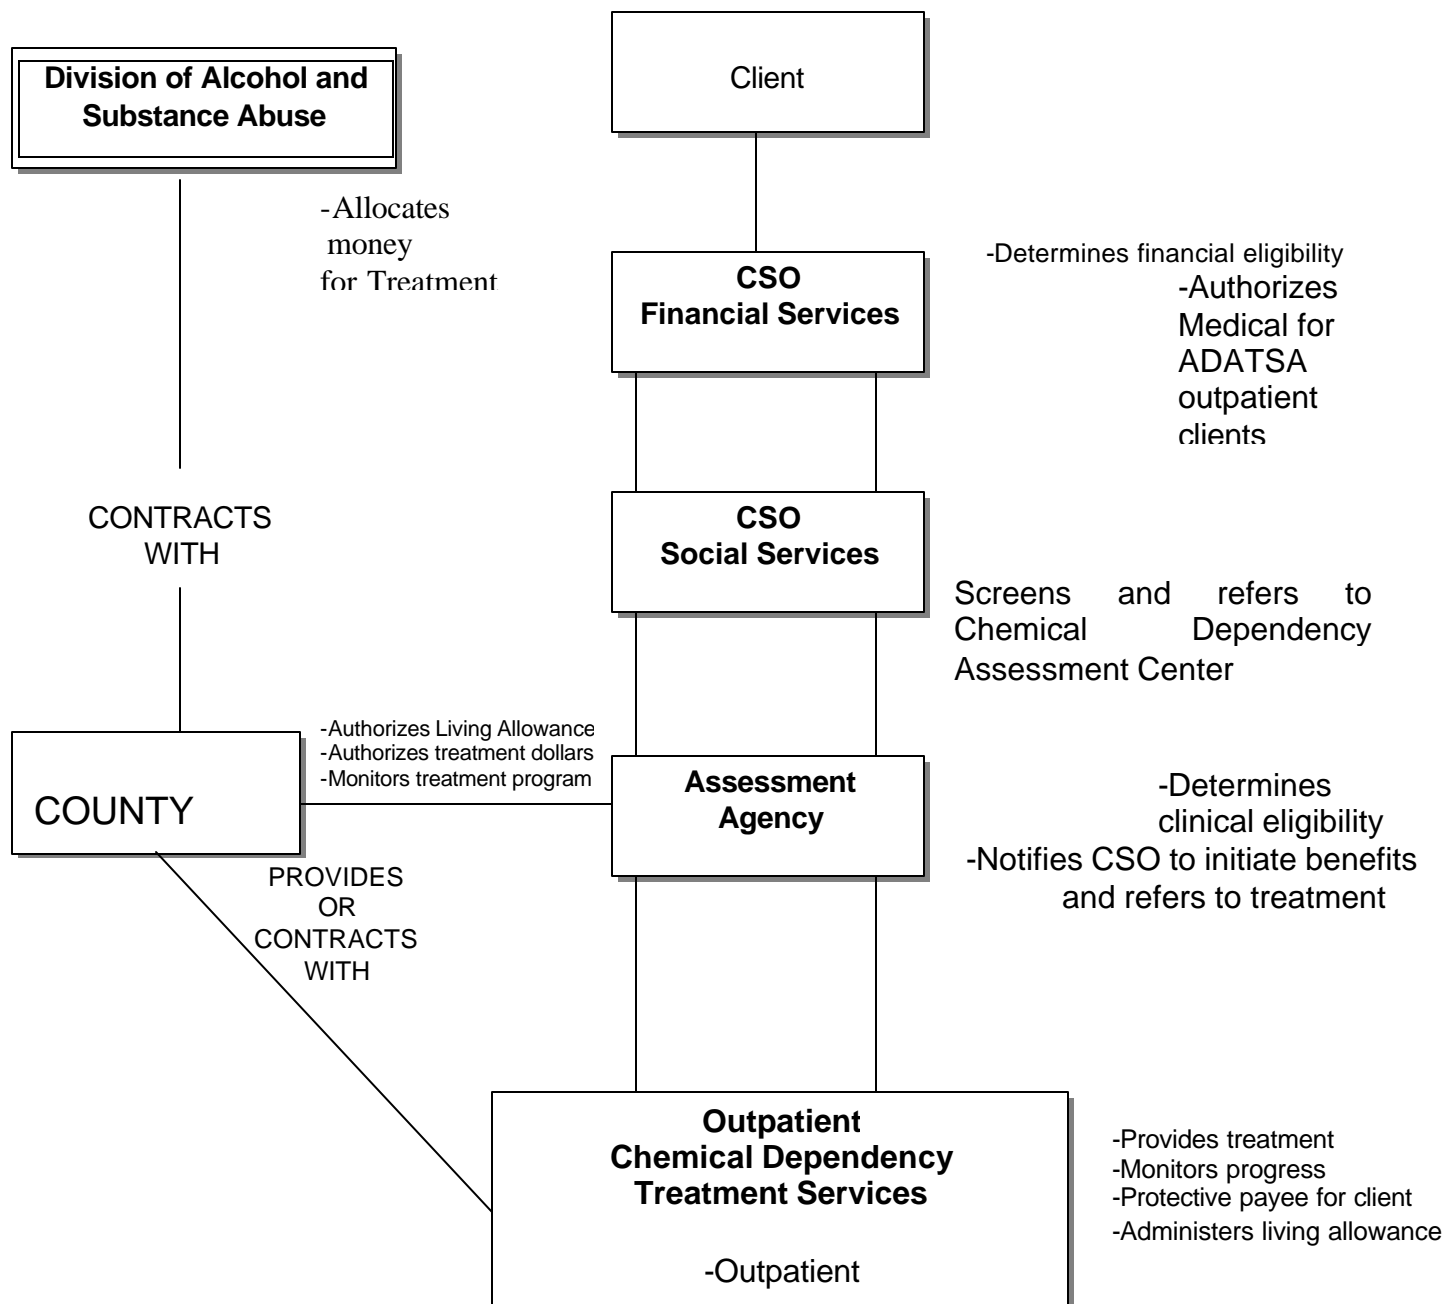 Division of Alcohol and
Substance Abuse
Client
-Allocates
money
for Treatment
CSO
Financial Services
-Determines financial eligibility
-Authorizes
Medical for
ADATSA
outpatient
clients
CONTRACTS
WITH
CSO
Social Services
Screens and refers to
Chemical Dependency
Assessment Center
COUNTY
-Authorizes Living Allowance
-Authorizes treatment dollars
-Monitors treatment program
Assessment
Agency
-Determines
clinical eligibility
-Notifies CSO to initiate benefits
and refers to treatment
PROVIDES
OR
CONTRACTS
WITH
Outpatient
Chemical Dependency
Treatment Services
-Outpatient
-Provides treatment
-Monitors progress
-Protective payee for client
-Administers living allowance